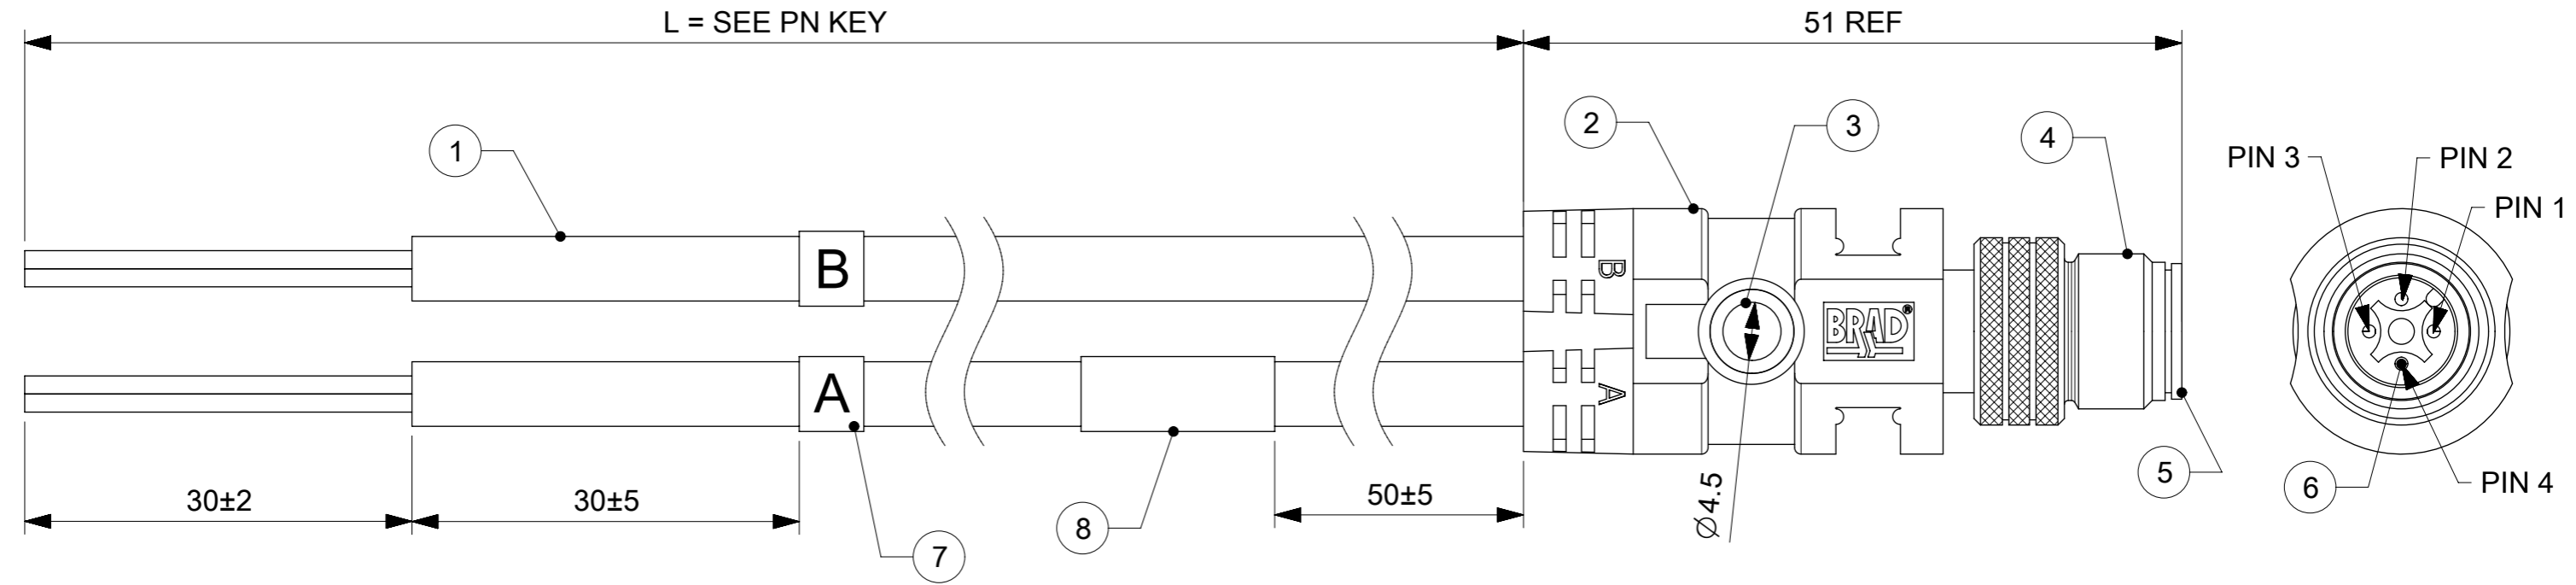 L = SEE PN KEY
51 REF
1
2
3
4
PIN 3
PIN 2
PIN 1
B
B
BRAD®
A
A
5
6
PIN 4
30±2
30±5
50±5
Ø4.5
7
8